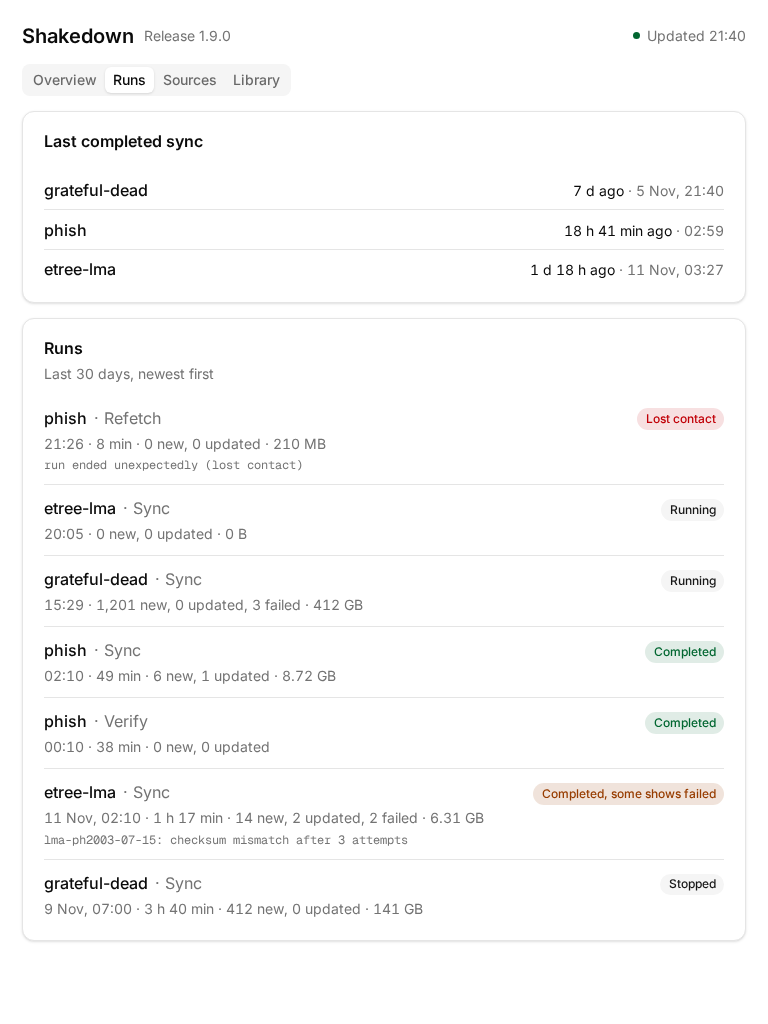 Shakedown Release 1.9.0
Updated 21:40
Overview Runs Sources Library
Last completed sync
grateful-dead 7 d ago · 5 Nov, 21:40
phish 18 h 41 min ago · 02:59
etree-lma 1 d 18 h ago · 11 Nov, 03:27
Runs
Last 30 days, newest first
phish · Refetch Lost contact
21:26 · 8 min · 0 new, 0 updated · 210 MB
run ended unexpectedly (lost contact)
etree-lma · Sync Running
20:05 · 0 new, 0 updated · 0 B
grateful-dead · Sync Running
15:29 · 1,201 new, 0 updated, 3 failed · 412 GB
phish · Sync Completed
02:10 · 49 min · 6 new, 1 updated · 8.72 GB
phish · Verify Completed
00:10 · 38 min · 0 new, 0 updated
etree-lma · Sync Completed, some shows failed
11 Nov, 02:10 · 1 h 17 min · 14 new, 2 updated, 2 failed · 6.31 GB
lma-ph2003-07-15: checksum mismatch after 3 attempts
grateful-dead · Sync Stopped
9 Nov, 07:00 · 3 h 40 min · 412 new, 0 updated · 141 GB